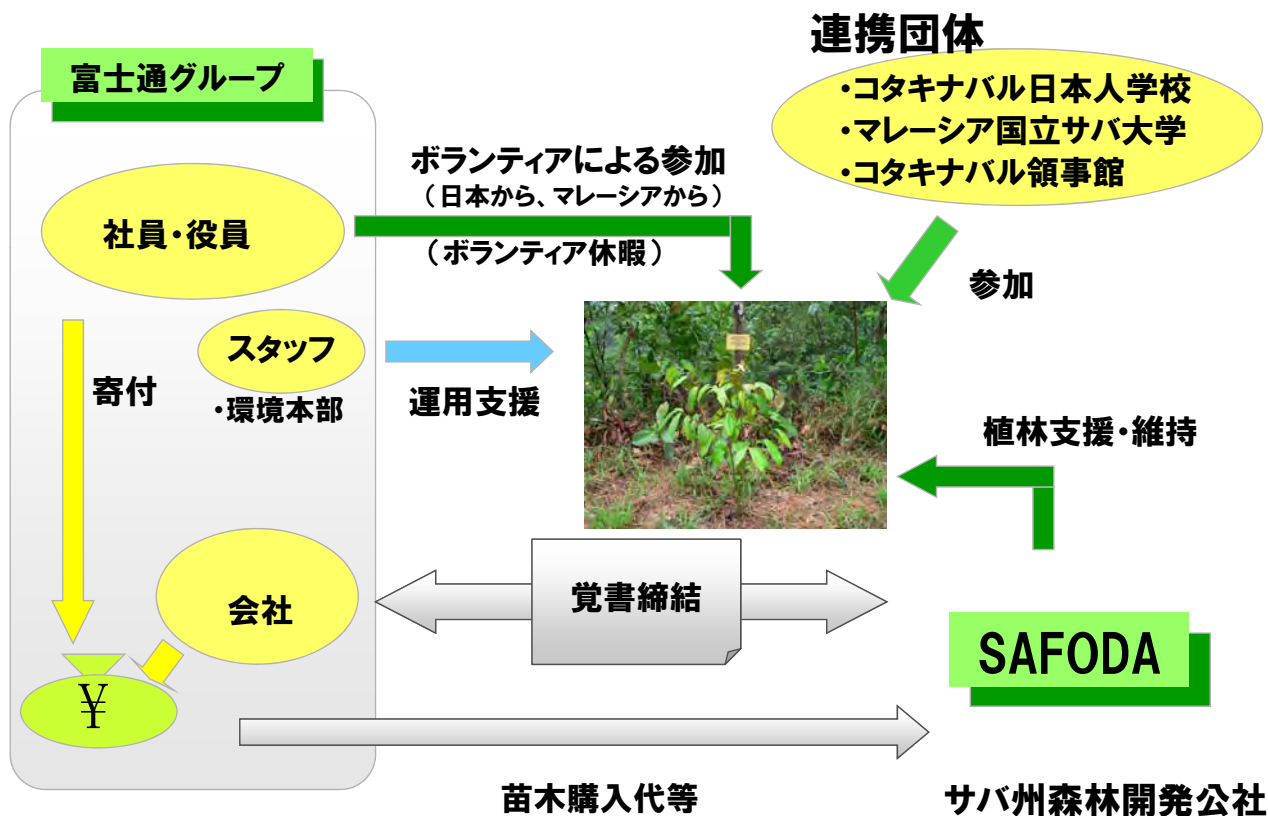 連携団体
・コタキナバル日本人学校
・マレーシア国立サバ大学
・コタキナバル領事館
富士通グループ
ボランティアによる参加
（日本から、マレーシアから）
（ボランティア休暇）
社員・役員
参加
スタッフ
・環境本部
運用支援
寄付
植林支援・維持
覚書締結
会社
SAFODA
¥
苗木購入代等
サバ州森林開発公社